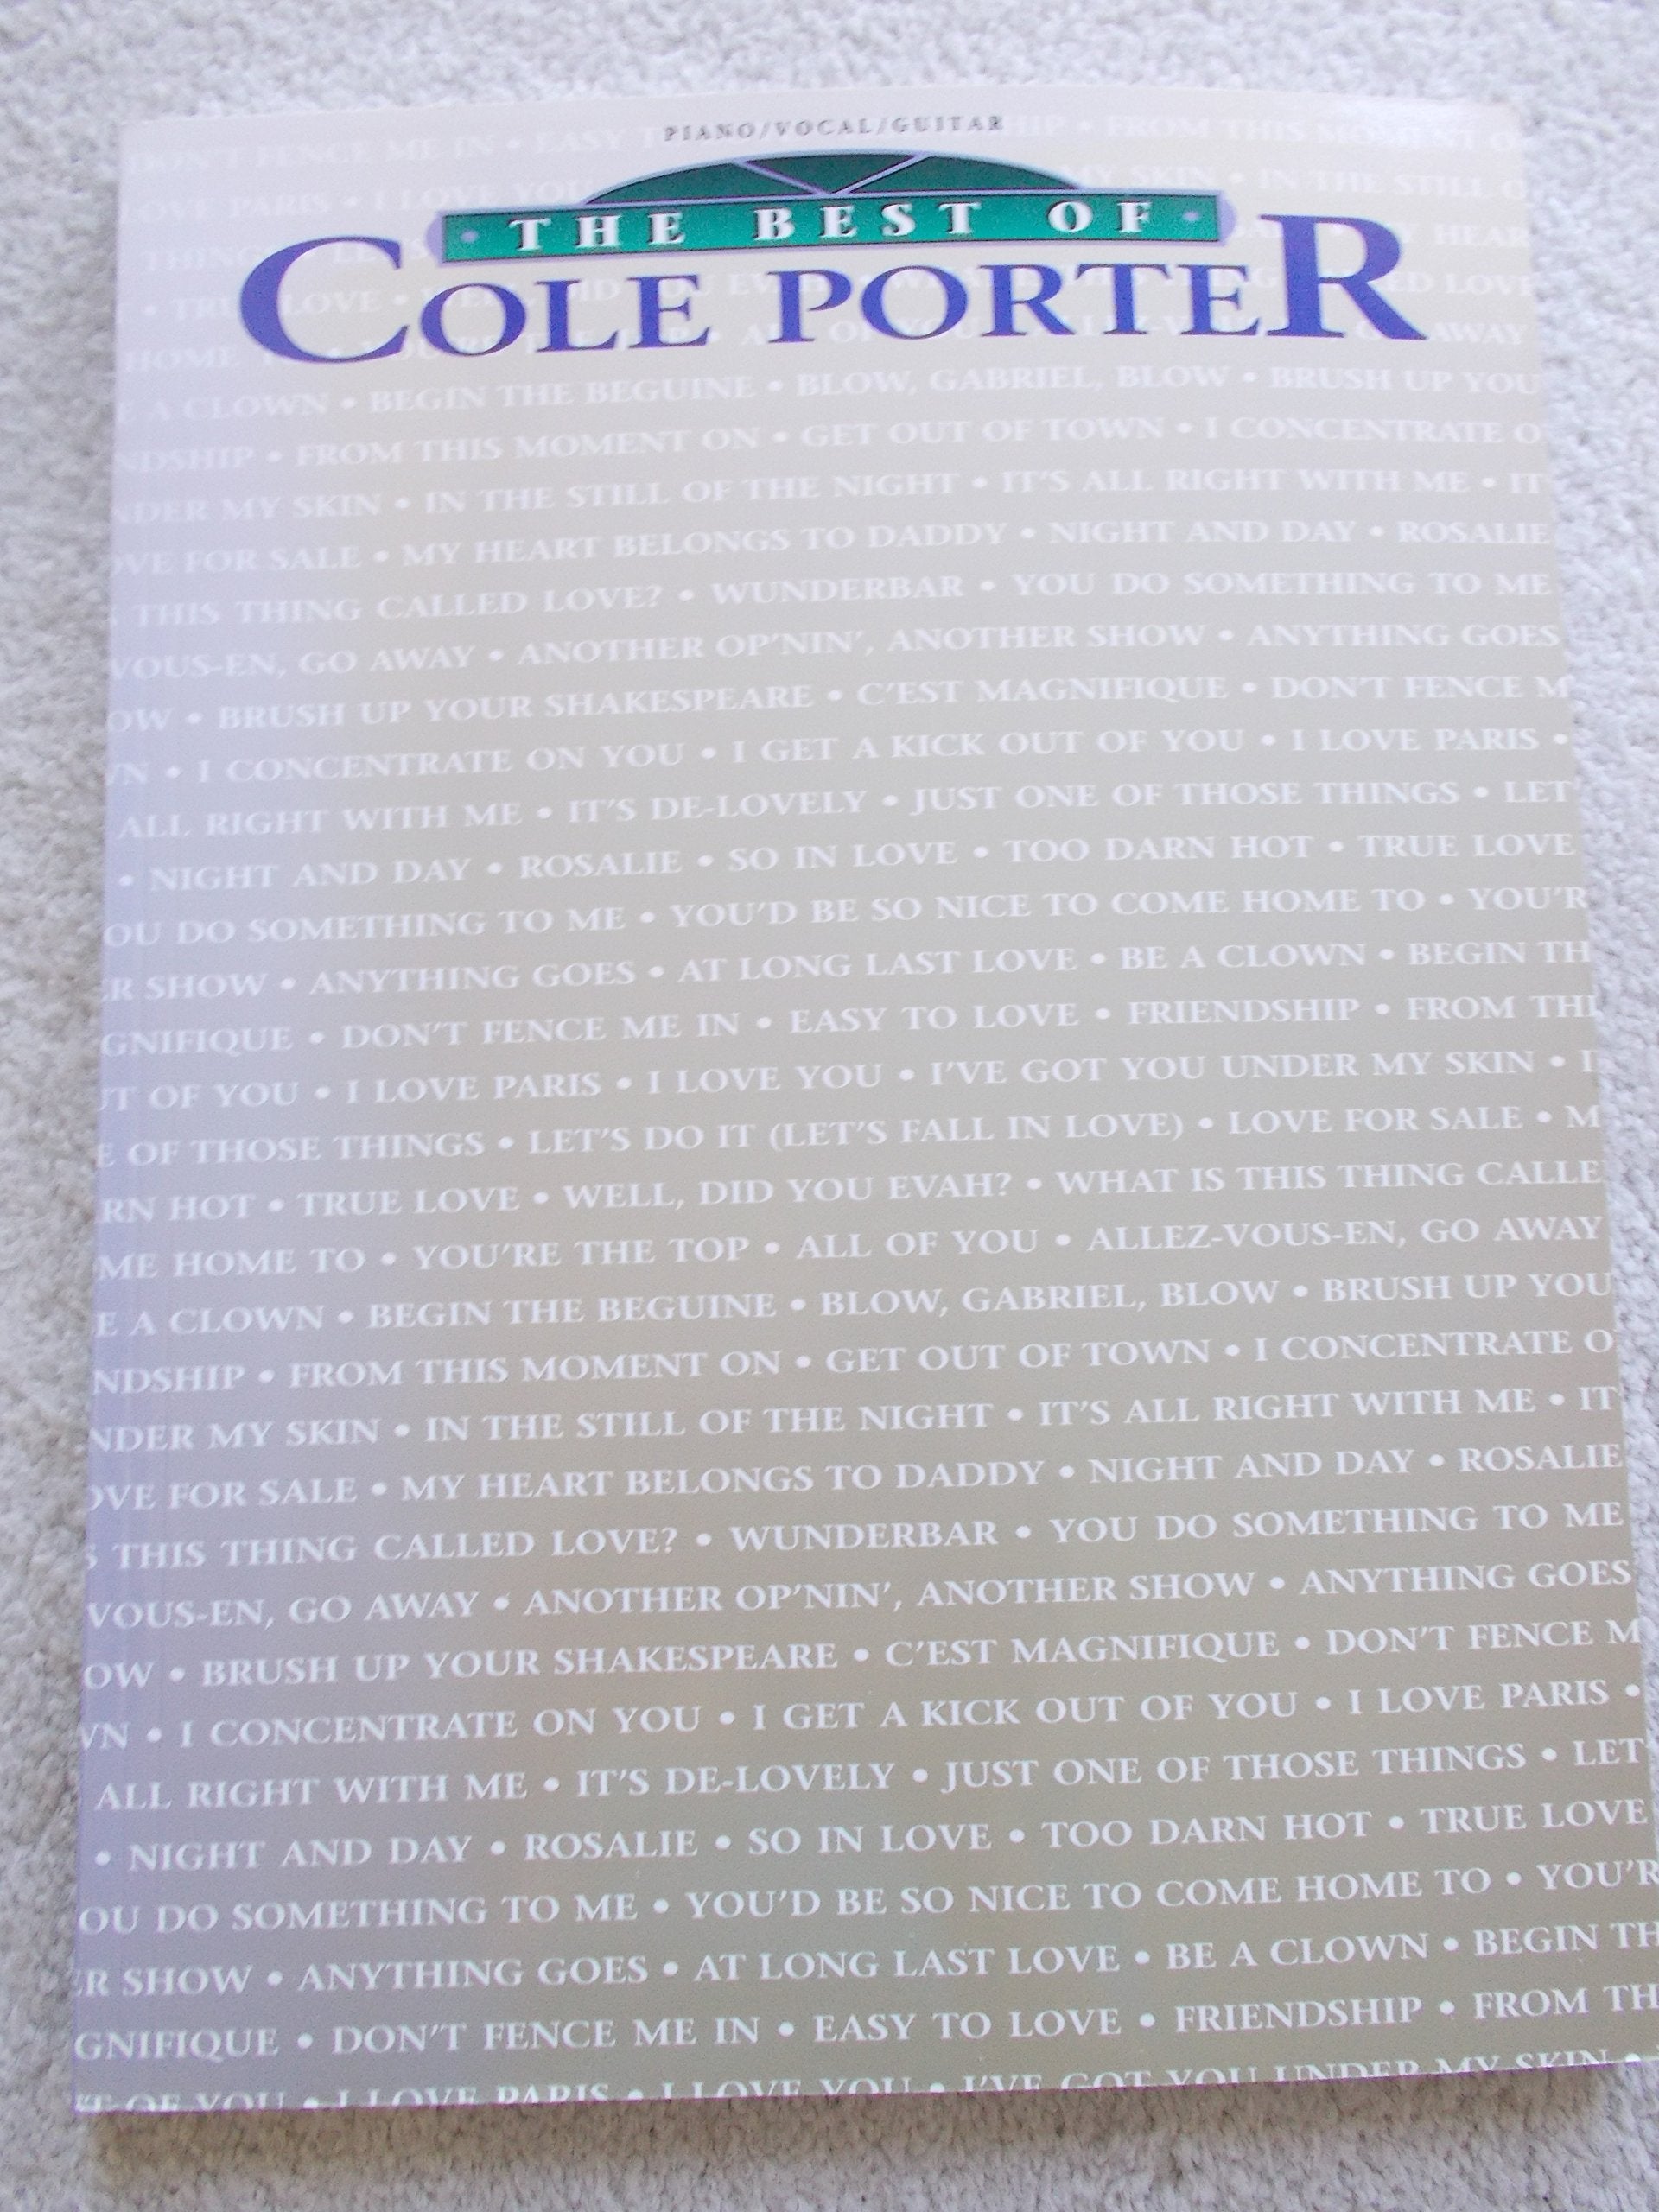 PIANO/VOCAL/GUITAR
THE BEST OF
COLE PORTER
A CLOWN • BEGIN THE BEGUINE • BLOW, GABRIEL, BLOW • BRUSH UP YOU
NDSHIP • FROM THIS MOMENT ON • GET OUT OF TOWN • I CONCENTRATE O
DER MY SKIN • IN THE STILL OF THE NIGHT • IT'S ALL RIGHT WITH ME • IT
OVE FOR SALE • MY HEART BELONGS TO DADDY • NIGHT AND DAY • ROSALIE
THIS THING CALLED LOVE? • WUNDERBAR • YOU DO SOMETHING TO ME
VOUS-EN, GO AWAY • ANOTHER OP'NIN', ANOTHER SHOW • ANYTHING GOES
OW • BRUSH UP YOUR SHAKESPEARE • C'EST MAGNIFIQUE • DON'T FENCE M
VN • I CONCENTRATE ON YOU • I GET A KICK OUT OF YOU • I LOVE PARIS •
ALL RIGHT WITH ME • IT'S DE-LOVELY • JUST ONE OF THOSE THINGS • LET
• NIGHT AND DAY • ROSALIE • SO IN LOVE • TOO DARN HOT • TRUE LOVE
OU DO SOMETHING TO ME • YOU'D BE SO NICE TO COME HOME TO • YOU'R
R SHOW • ANYTHING GOES • AT LONG LAST LOVE • BE A CLOWN • BEGIN TH
GNIFIQUE • DON'T FENCE ME IN • EASY TO LOVE • FRIENDSHIP • FROM THI
UT OF YOU • I LOVE PARIS • I LOVE YOU • I'VE GOT YOU UNDER MY SKIN • I
E OF THOSE THINGS • LET'S DO IT (LET'S FALL IN LOVE) • LOVE FOR SALE • M
RN HOT • TRUE LOVE • WELL, DID YOU EVAH? • WHAT IS THIS THING CALLE
ME HOME TO • YOU'RE THE TOP • ALL OF YOU • ALLEZ-VOUS-EN, GO AWAY
E A CLOWN • BEGIN THE BEGUINE • BLOW, GABRIEL, BLOW • BRUSH UP YOU
NDSHIP • FROM THIS MOMENT ON • GET OUT OF TOWN • I CONCENTRATE O
NDER MY SKIN • IN THE STILL OF THE NIGHT • IT'S ALL RIGHT WITH ME • IT
OVE FOR SALE • MY HEART BELONGS TO DADDY • NIGHT AND DAY • ROSALIE
S THIS THING CALLED LOVE? • WUNDERBAR • YOU DO SOMETHING TO ME
VOUS-EN, GO AWAY • ANOTHER OP'NIN', ANOTHER SHOW • ANYTHING GOES
OW • BRUSH UP YOUR SHAKESPEARE • C'EST MAGNIFIQUE • DON'T FENCE M
VN • I CONCENTRATE ON YOU • I GET A KICK OUT OF YOU • I LOVE PARIS •
ALL RIGHT WITH ME • IT'S DE-LOVELY • JUST ONE OF THOSE THINGS • LET'
• NIGHT AND DAY • ROSALIE • SO IN LOVE • TOO DARN HOT • TRUE LOVE
OU DO SOMETHING TO ME • YOU'D BE SO NICE TO COME HOME TO • YOU'R
R SHOW • ANYTHING GOES • AT LONG LAST LOVE • BE A CLOWN • BEGIN TH
GNIFIQUE • DON'T FENCE ME IN • EASY TO LOVE • FRIENDSHIP • FROM TH
T OF YOU • I LOVE PARIS • I LOVE YOU • I'VE GOT YOU UNDER MY SKIN •